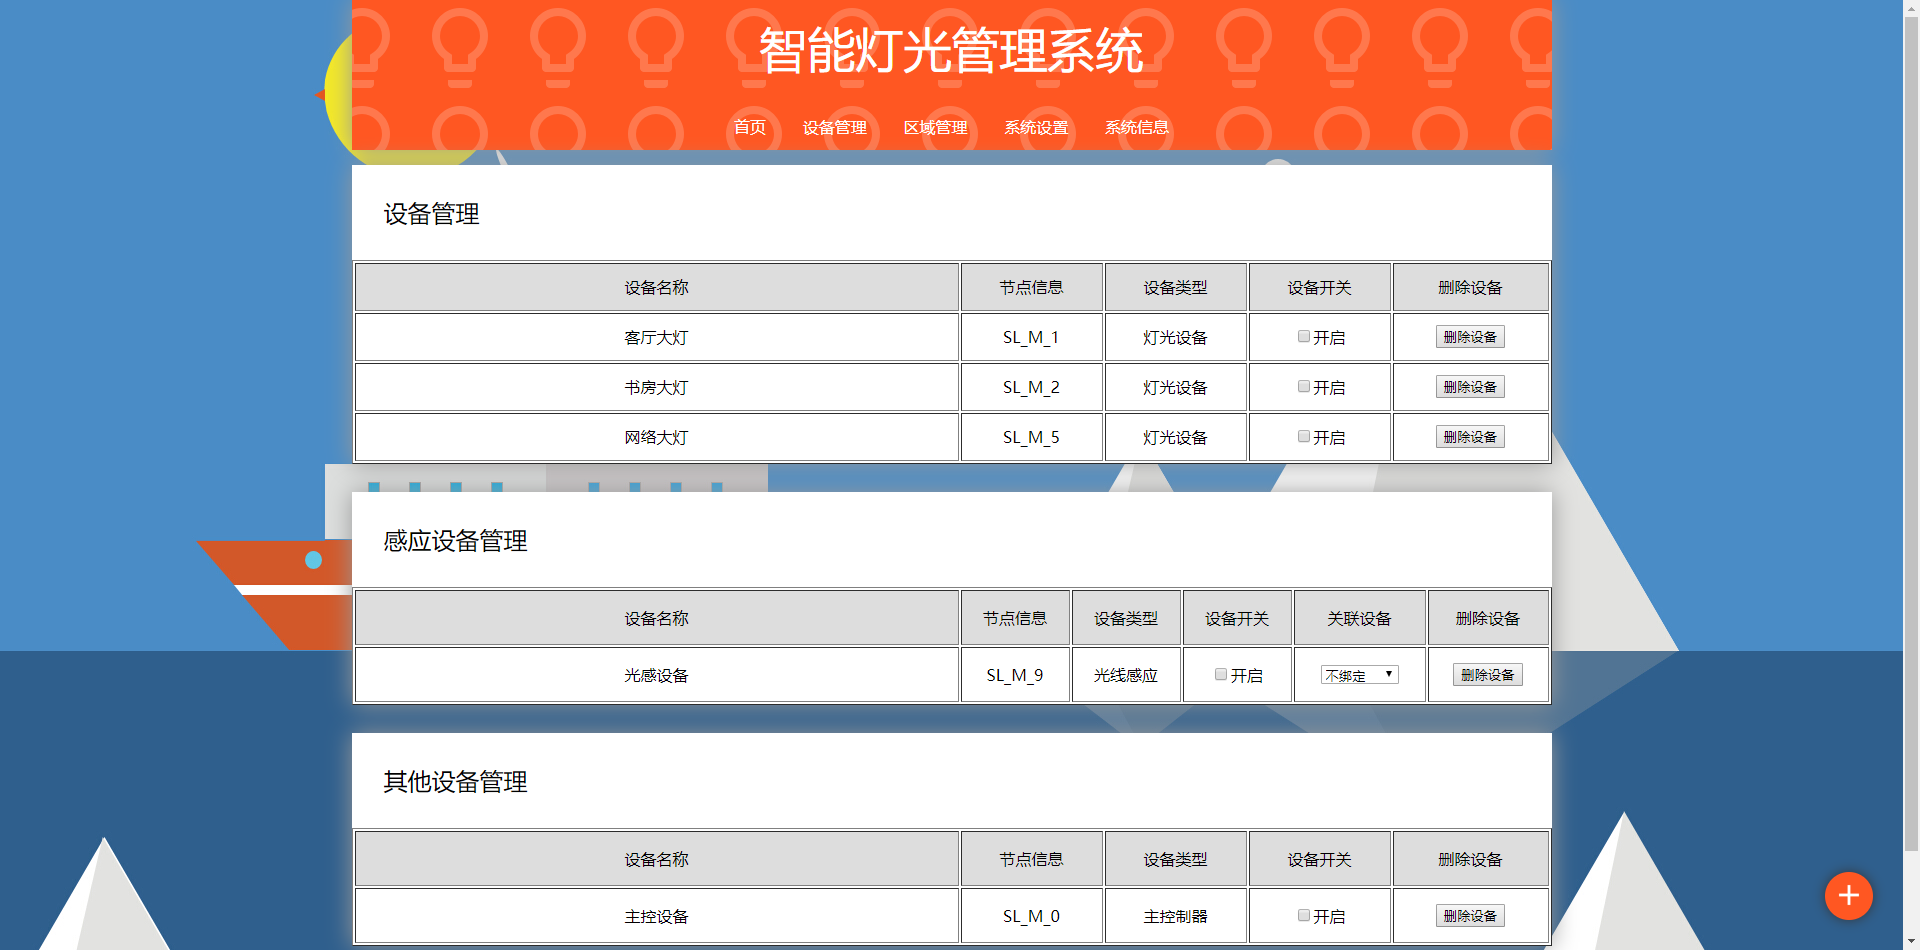 智能灯光管理系统
首页 设备管理 区域管理 系统设置 系统信息
设备管理
设备名称 节点信息 设备类型 设备开关 删除设备
客厅大灯 SL_M_1 灯光设备 开启 删除设备
书房大灯 SL_M_2 灯光设备 开启 删除设备
网络大灯 SL_M_5 灯光设备 开启 删除设备
感应设备管理
设备名称 节点信息 设备类型 设备开关 关联设备 删除设备
光感设备 SL_M_9 光线感应 开启 不绑定 删除设备
其他设备管理
设备名称 节点信息 设备类型 设备开关 删除设备
主控设备 SL_M_0 主控制器 开启 删除设备